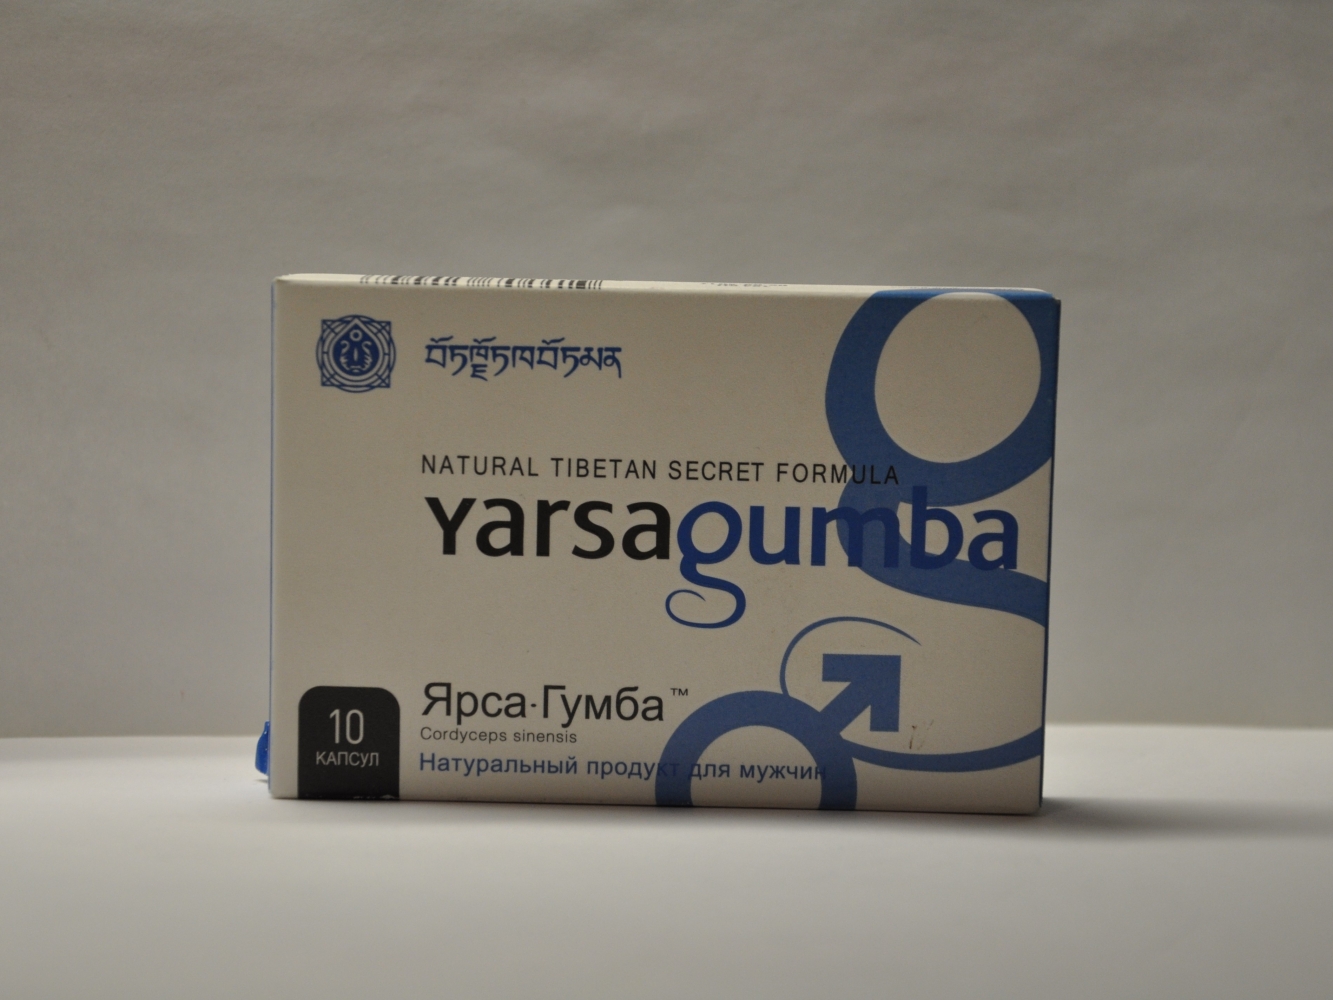 NATURAL TIBETAN SECRET FORMULA
Yarsagumba
Ярса·Гумба™
Cordyceps sinensis
Натуральный продукт для мужчин
10
КАПСУЛ